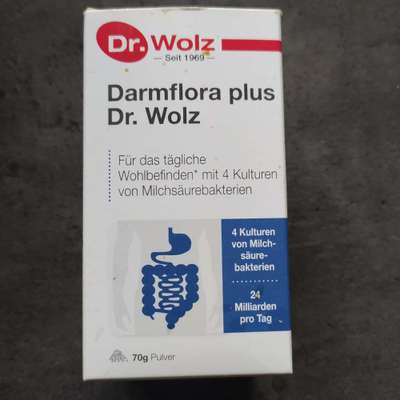 Dr. Wolz
Seit 1969
Darmflora plus
Dr. Wolz
Für das tägliche
Wohlbefinden* mit 4 Kulturen
von Milchsäurebakterien
4 Kulturen
von Milch-
säure-
bakterien
24
Milliarden
pro Tag
70g Pulver